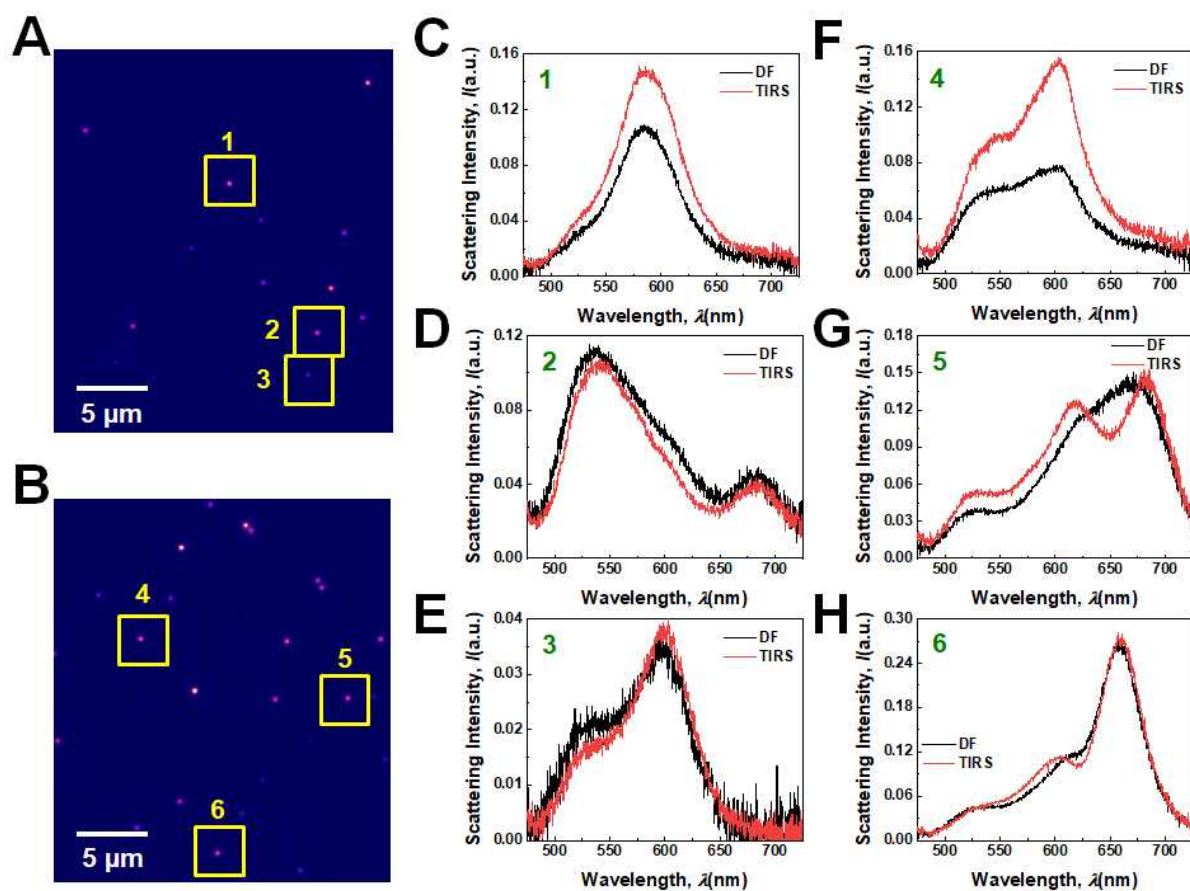 A
1
2
3
5 μm
B
4
5
6
5 μm
C
1
DF
TIRS
0.16
0.12
0.08
0.04
0.00
Scattering Intensity, I(a.u.)
500 550 600 650 700
Wavelength, λ(nm)
D
2
DF
TIRS
0.12
0.08
0.04
0.00
Scattering Intensity, I(a.u.)
500 550 600 650 700
Wavelength, λ(nm)
E
3
DF
TIRS
0.04
0.03
0.02
0.01
0.00
Scattering Intensity, I(a.u.)
500 550 600 650 700
Wavelength, λ(nm)
F
4
DF
TIRS
0.16
0.12
0.08
0.04
0.00
Scattering Intensity, I(a.u.)
500 550 600 650 700
Wavelength, λ(nm)
G
5
DF
TIRS
0.18
0.15
0.12
0.09
0.06
0.03
0.00
Scattering Intensity, I(a.u.)
500 550 600 650 700
Wavelength, λ(nm)
H
6
DF
TIRS
0.30
0.24
0.18
0.12
0.06
0.00
Scattering Intensity, I(a.u.)
500 550 600 650 700
Wavelength, λ(nm)